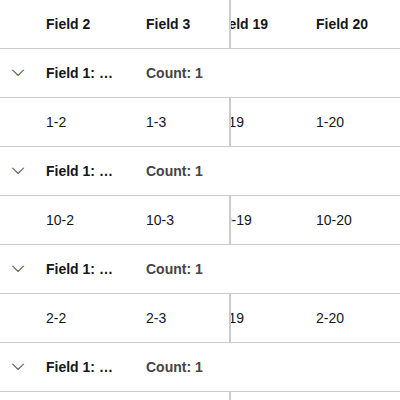 Field 2 Field 3 eld 19 Field 20
Field 1: ... Count: 1
1-2 1-3 19 1-20
Field 1: ... Count: 1
10-2 10-3 -19 10-20
Field 1: ... Count: 1
2-2 2-3 19 2-20
Field 1: ... Count: 1